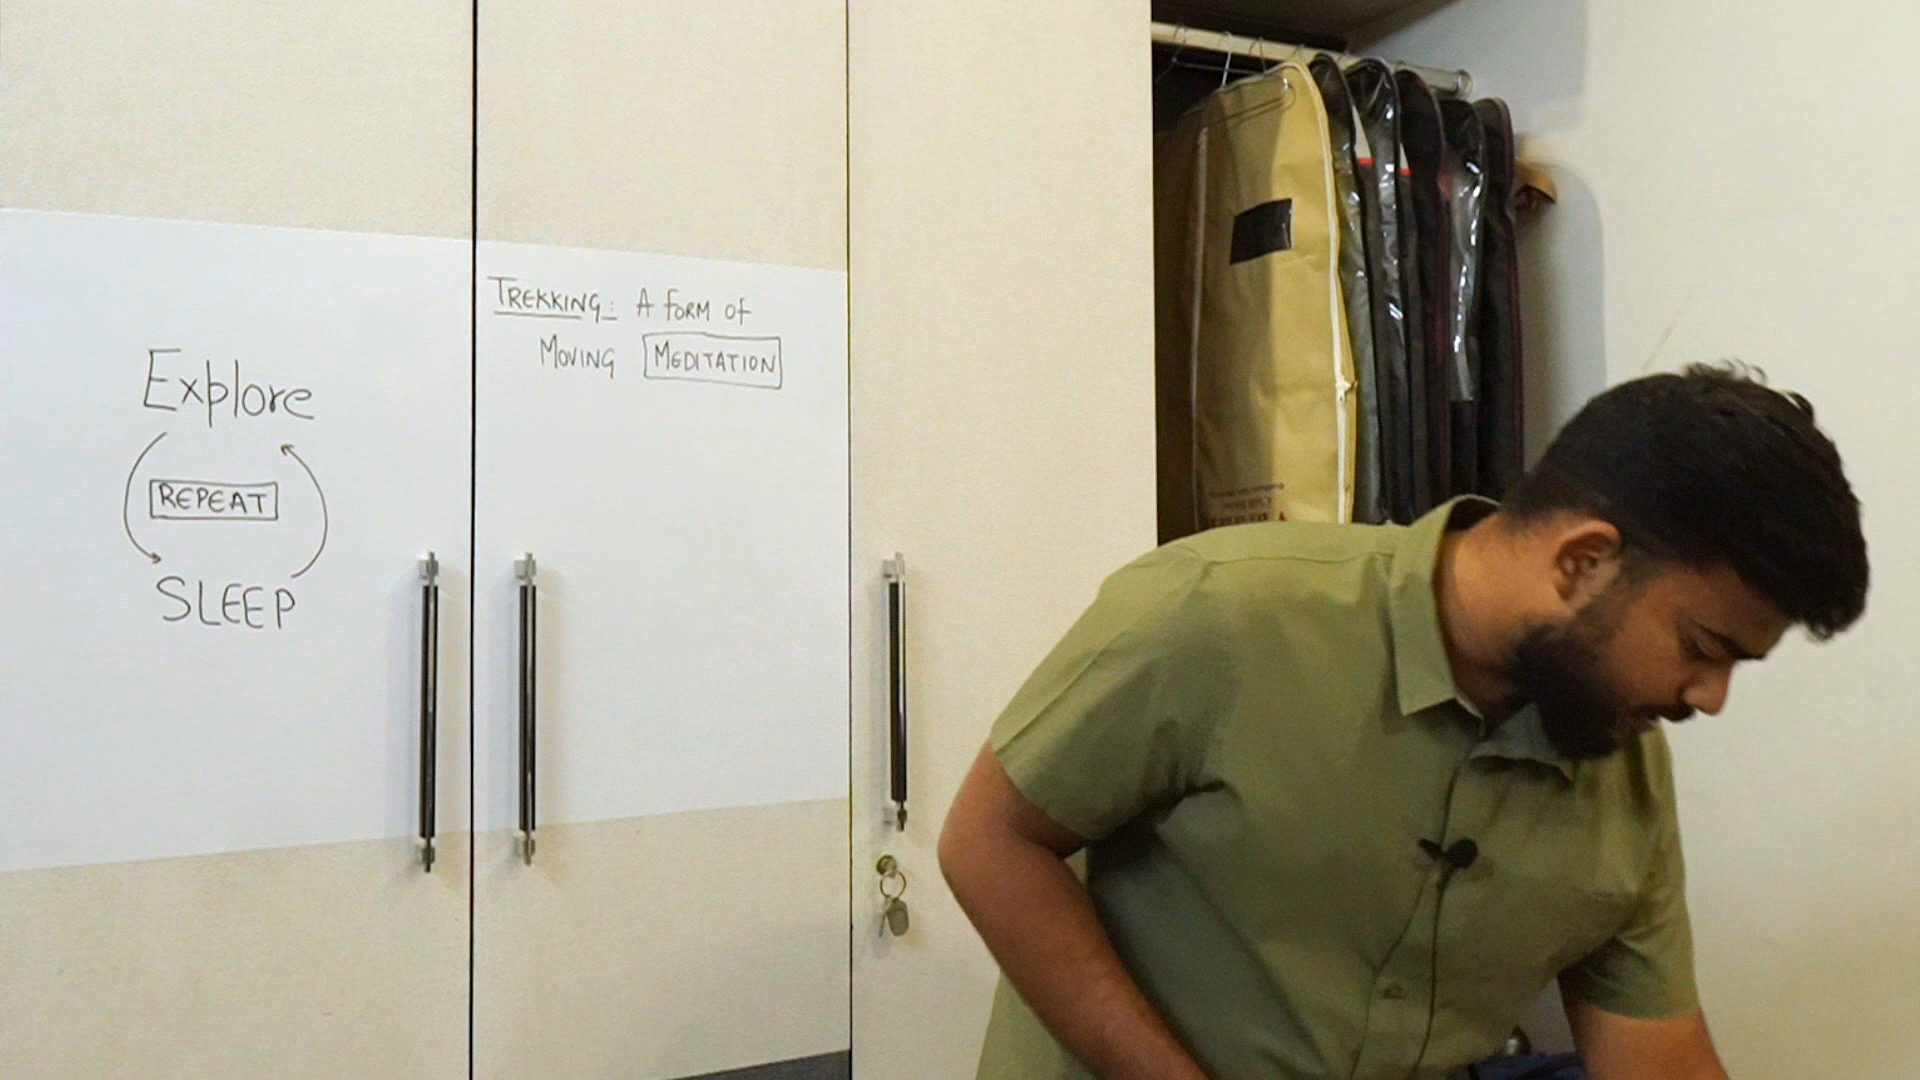 Explore
REPEAT
SLEEP
TREKKING: A FORM OF
MOVING MEDITATION